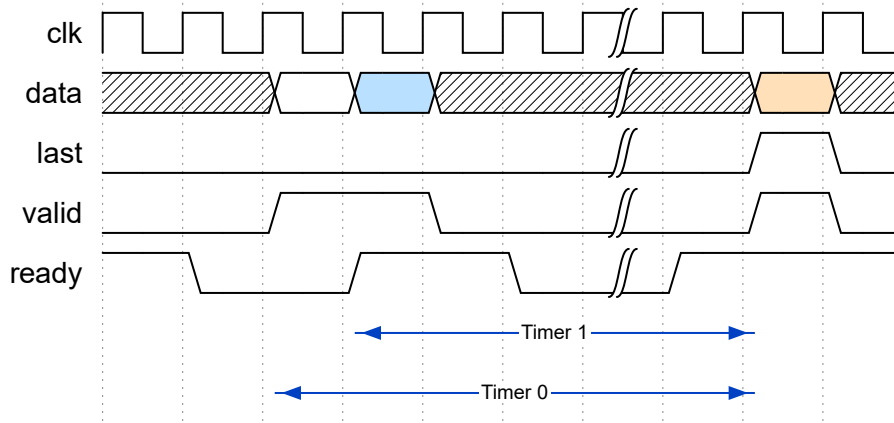 clk
data
last
valid
ready
Timer 1
Timer 0